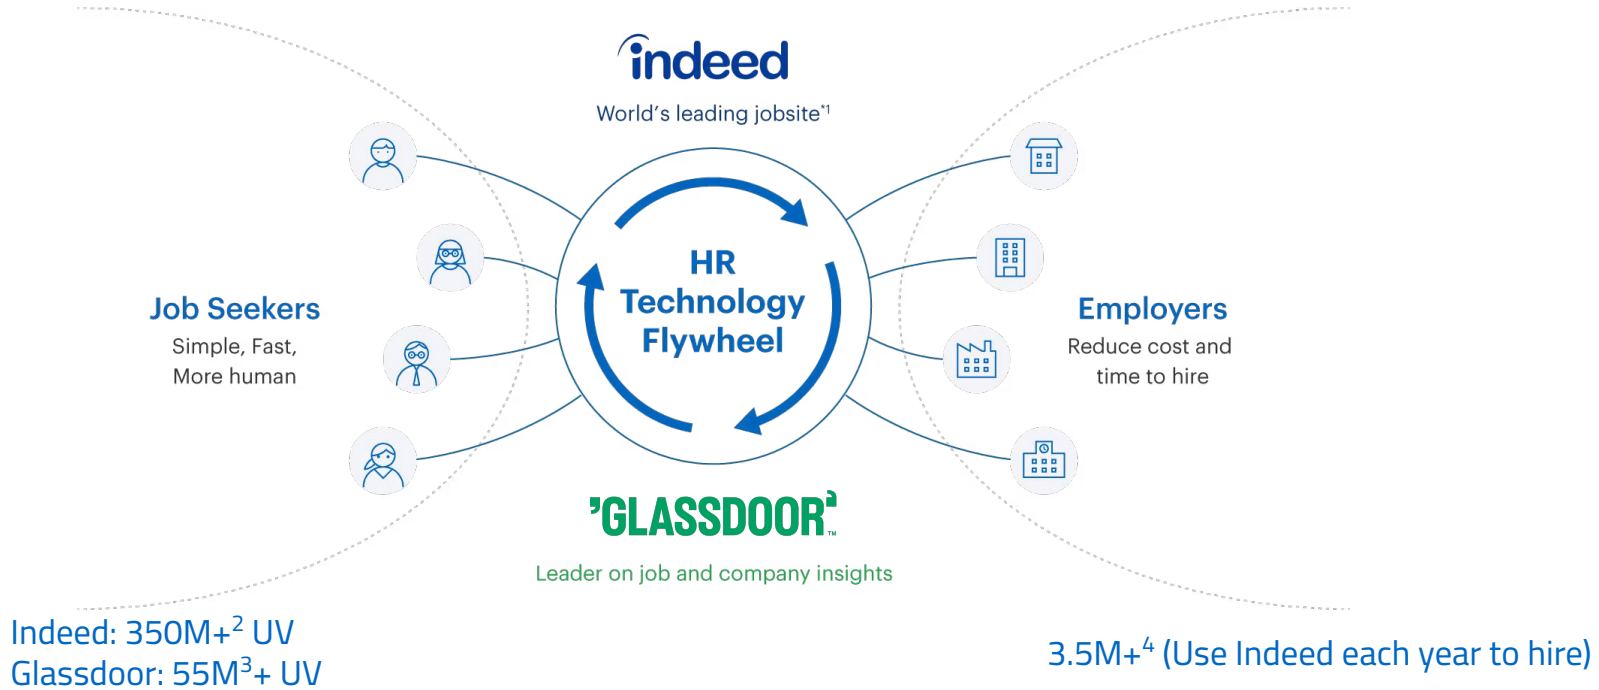 indeed
World's leading jobsite*1
HR
Technology
Flywheel
Job Seekers
Simple, Fast,
More human
Employers
Reduce cost and
time to hire
'GLASSDOOR' ™
Leader on job and company insights
Indeed: 350M+2 UV
Glassdoor: 55M3+ UV
3.5M+4 (Use Indeed each year to hire)